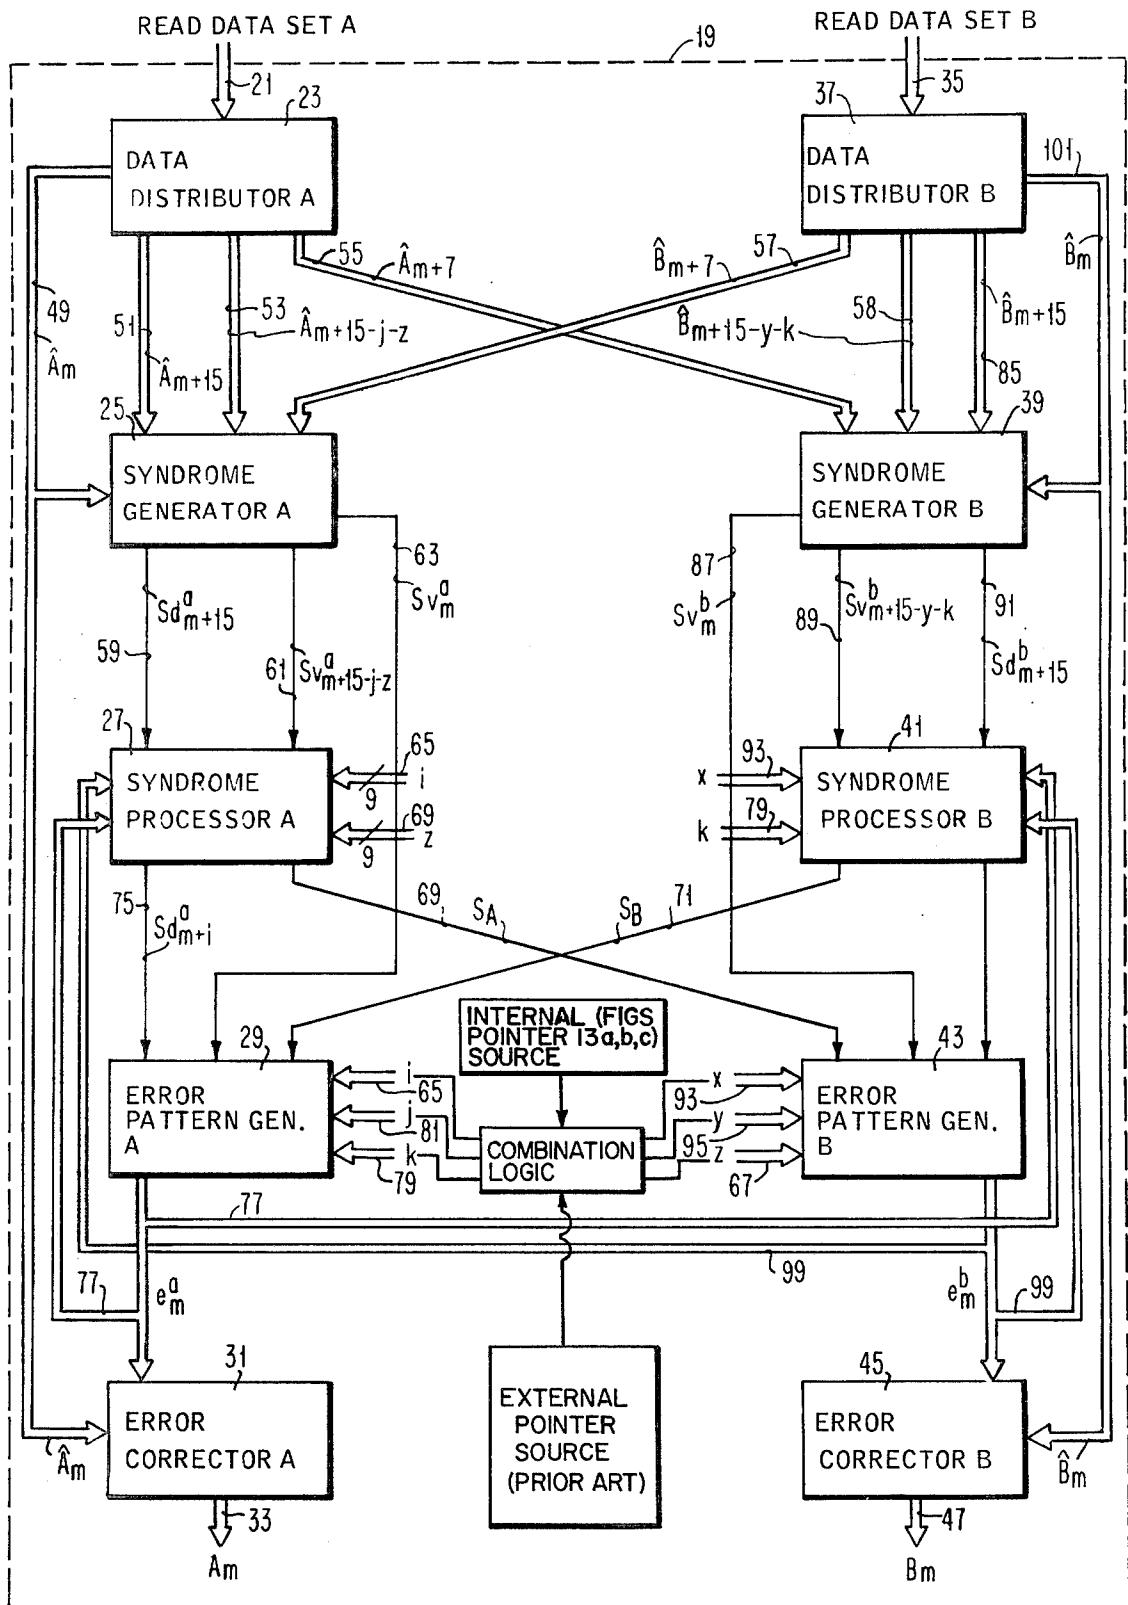 READ DATA SET A
READ DATA SET B
19
21
35
23
37
DATA
DISTRIBUTOR A
DATA
DISTRIBUTOR B
101
49
Âm
51
Âm+15
53
Âm+15-j-z
55
Âm+7
B̂m+7
57
58
B̂m+15-y-k
B̂m+15
85
B̂m
25
39
SYNDROME
GENERATOR A
SYNDROME
GENERATOR B
63
Sv^a_m
87
Sv^b_m
Sd^a_m+15
59
61
Sv^a_m+15-j-z
Sv^b_m+15-y-k
89
91
Sd^b_m+15
27
41
SYNDROME
PROCESSOR A
SYNDROME
PROCESSOR B
65
i
9
69
z
9
x
93
k
79
75
Sd^a_m+i
69
SA
SB
71
INTERNAL (FIGS
POINTER 13a,b,c)
SOURCE
29
43
ERROR
PATTERN GEN.
A
ERROR
PATTERN GEN.
B
i
65
j
81
k
79
COMBINATION
LOGIC
x
93
y
95
z
67
77
99
77
e^a_m
e^b_m
99
31
45
ERROR
CORRECTOR A
EXTERNAL
POINTER
SOURCE
(PRIOR ART)
ERROR
CORRECTOR B
Âm
B̂m
33
47
Am
Bm